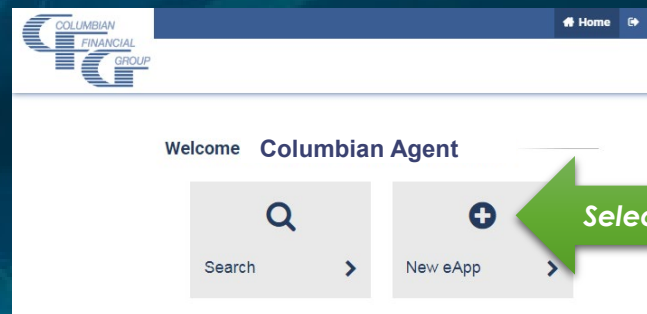 COLUMBIAN
FINANCIAL
GROUP
Home
Welcome Columbian Agent
Search
New eApp